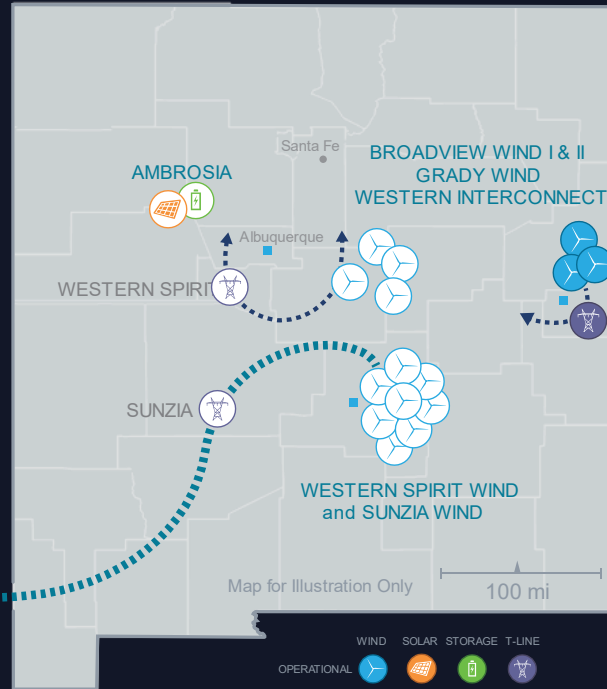 Santa Fe
BROADVIEW WIND I & II
GRADY WIND
WESTERN INTERCONNECT
AMBROSIA
Albuquerque
WESTERN SPIRIT
SUNZIA
WESTERN SPIRIT WIND
and SUNZIA WIND
Map for Illustration Only
100 mi
WIND SOLAR STORAGE T-LINE
OPERATIONAL